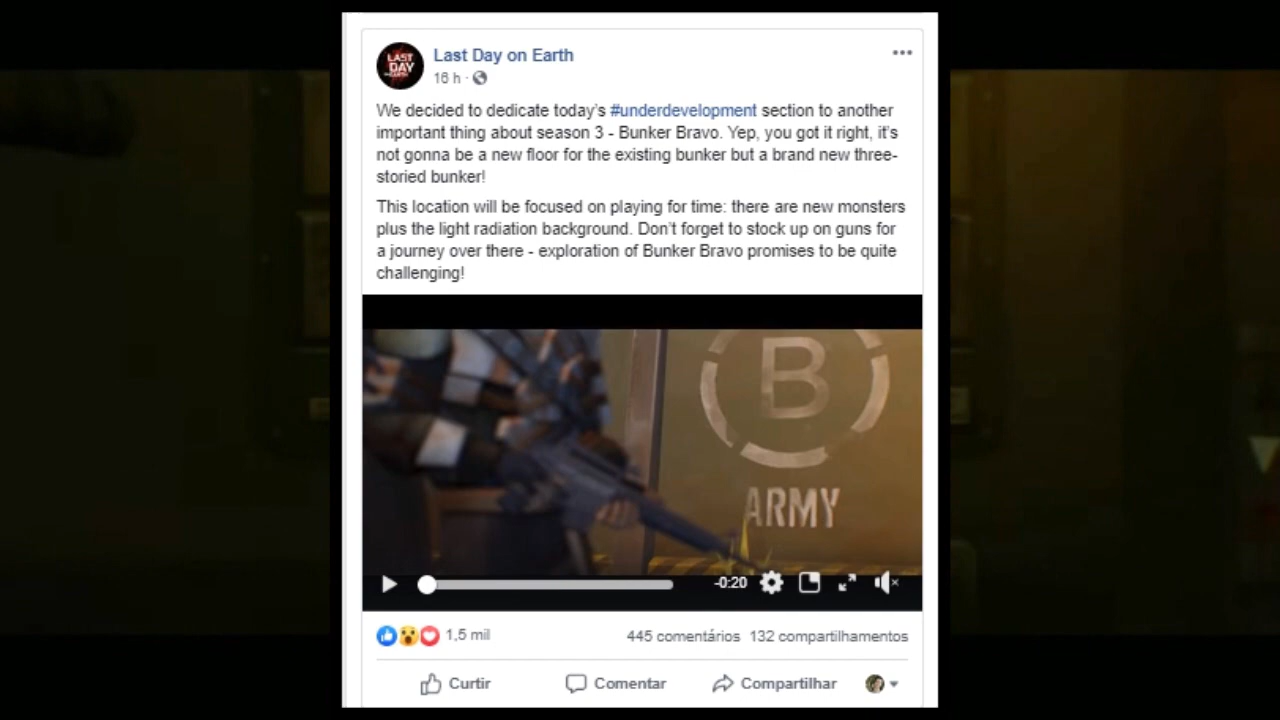 LAST
DAY
Last Day on Earth
16 h ·
We decided to dedicate today's #underdevelopment section to another
important thing about season 3 - Bunker Bravo. Yep, you got it right, it's
not gonna be a new floor for the existing bunker but a brand new three-
storied bunker!
This location will be focused on playing for time: there are new monsters
plus the light radiation background. Don't forget to stock up on guns for
a journey over there - exploration of Bunker Bravo promises to be quite
challenging!
B
ARMY
-0:20
1,5 mil
445 comentários 132 compartilhamentos
Curtir Comentar Compartilhar